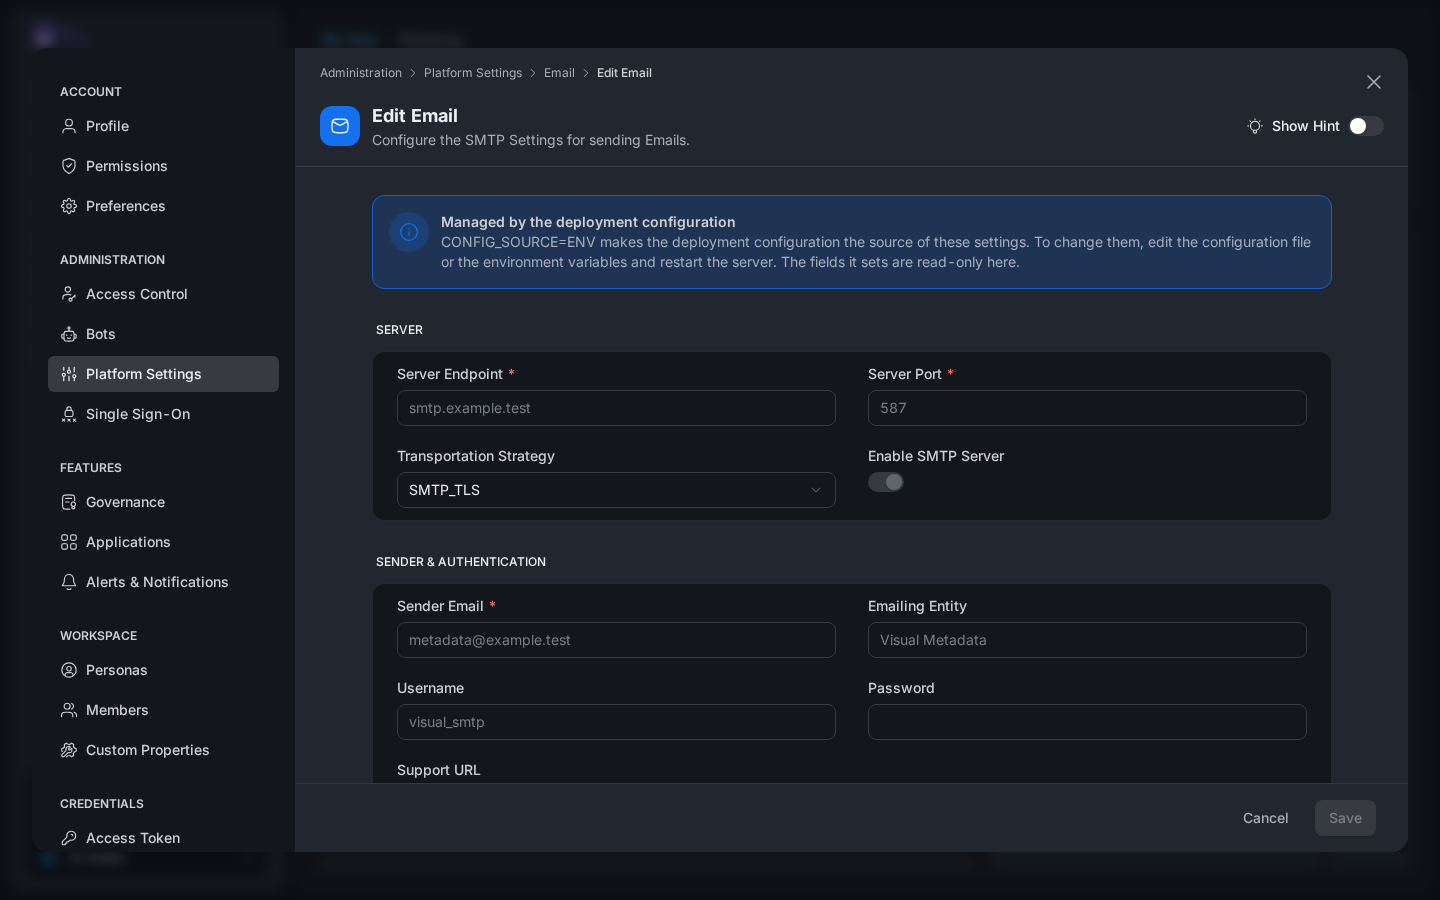 ACCOUNT
Profile
Permissions
Preferences
ADMINISTRATION
Access Control
Bots
Platform Settings
Single Sign-On
FEATURES
Governance
Applications
Alerts & Notifications
WORKSPACE
Personas
Members
Custom Properties
CREDENTIALS
Access Token
Administration > Platform Settings > Email > Edit Email
Edit Email
Configure the SMTP Settings for sending Emails.
Show Hint
Managed by the deployment configuration
CONFIG_SOURCE=ENV makes the deployment configuration the source of these settings. To change them, edit the configuration file
or the environment variables and restart the server. The fields it sets are read-only here.
SERVER
Server Endpoint *
smtp.example.test
Server Port *
587
Transportation Strategy
SMTP_TLS
Enable SMTP Server
SENDER & AUTHENTICATION
Sender Email *
metadata@example.test
Emailing Entity
Visual Metadata
Username
visual_smtp
Password
Support URL
Cancel
Save